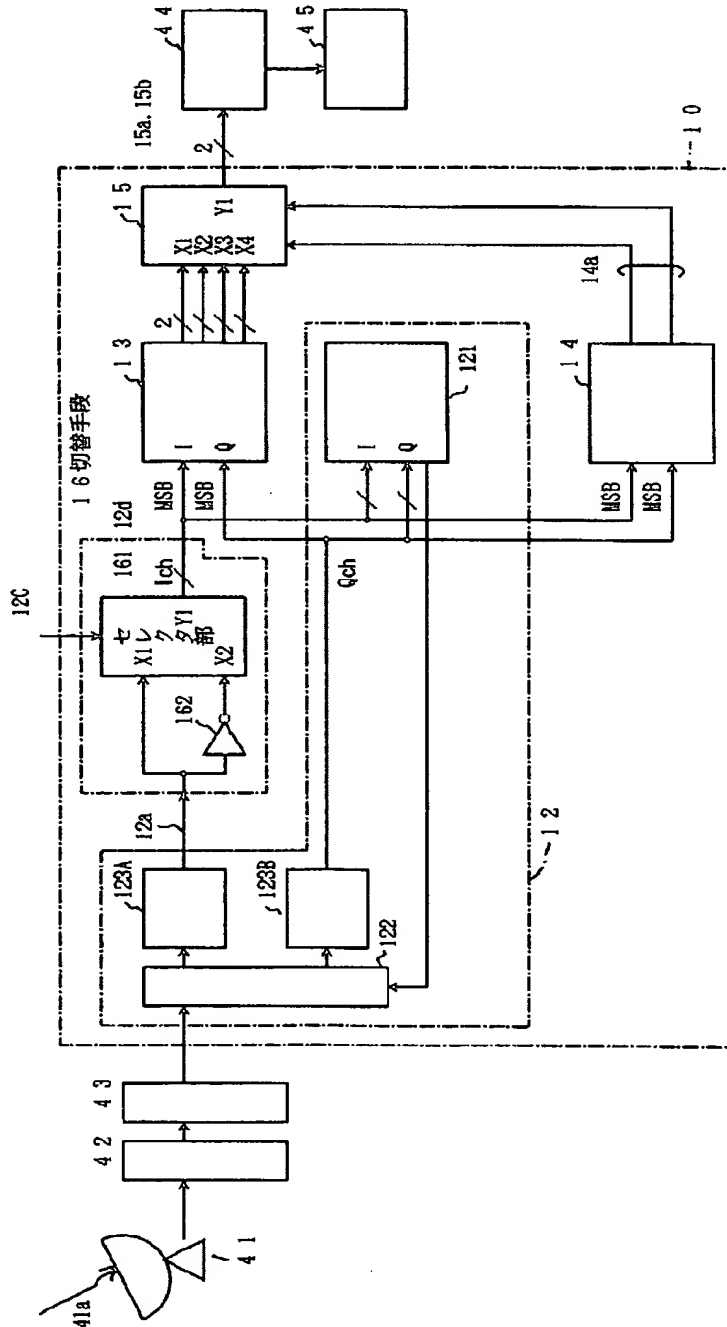 41a
4 1
4 2
4 3
122
123A
123B
12a
162
12C
セレクタ部
X1
X2
Y1
161
12d
1 6 切替手段
Ich
Qch
MSB
MSB
I
Q
1 3
2
X1
X2
X3
X4
Y1
1 5
15a. 15b
2
4 4
4 5
I
Q
121
1 2
MSB
MSB
1 4
14a
1 0